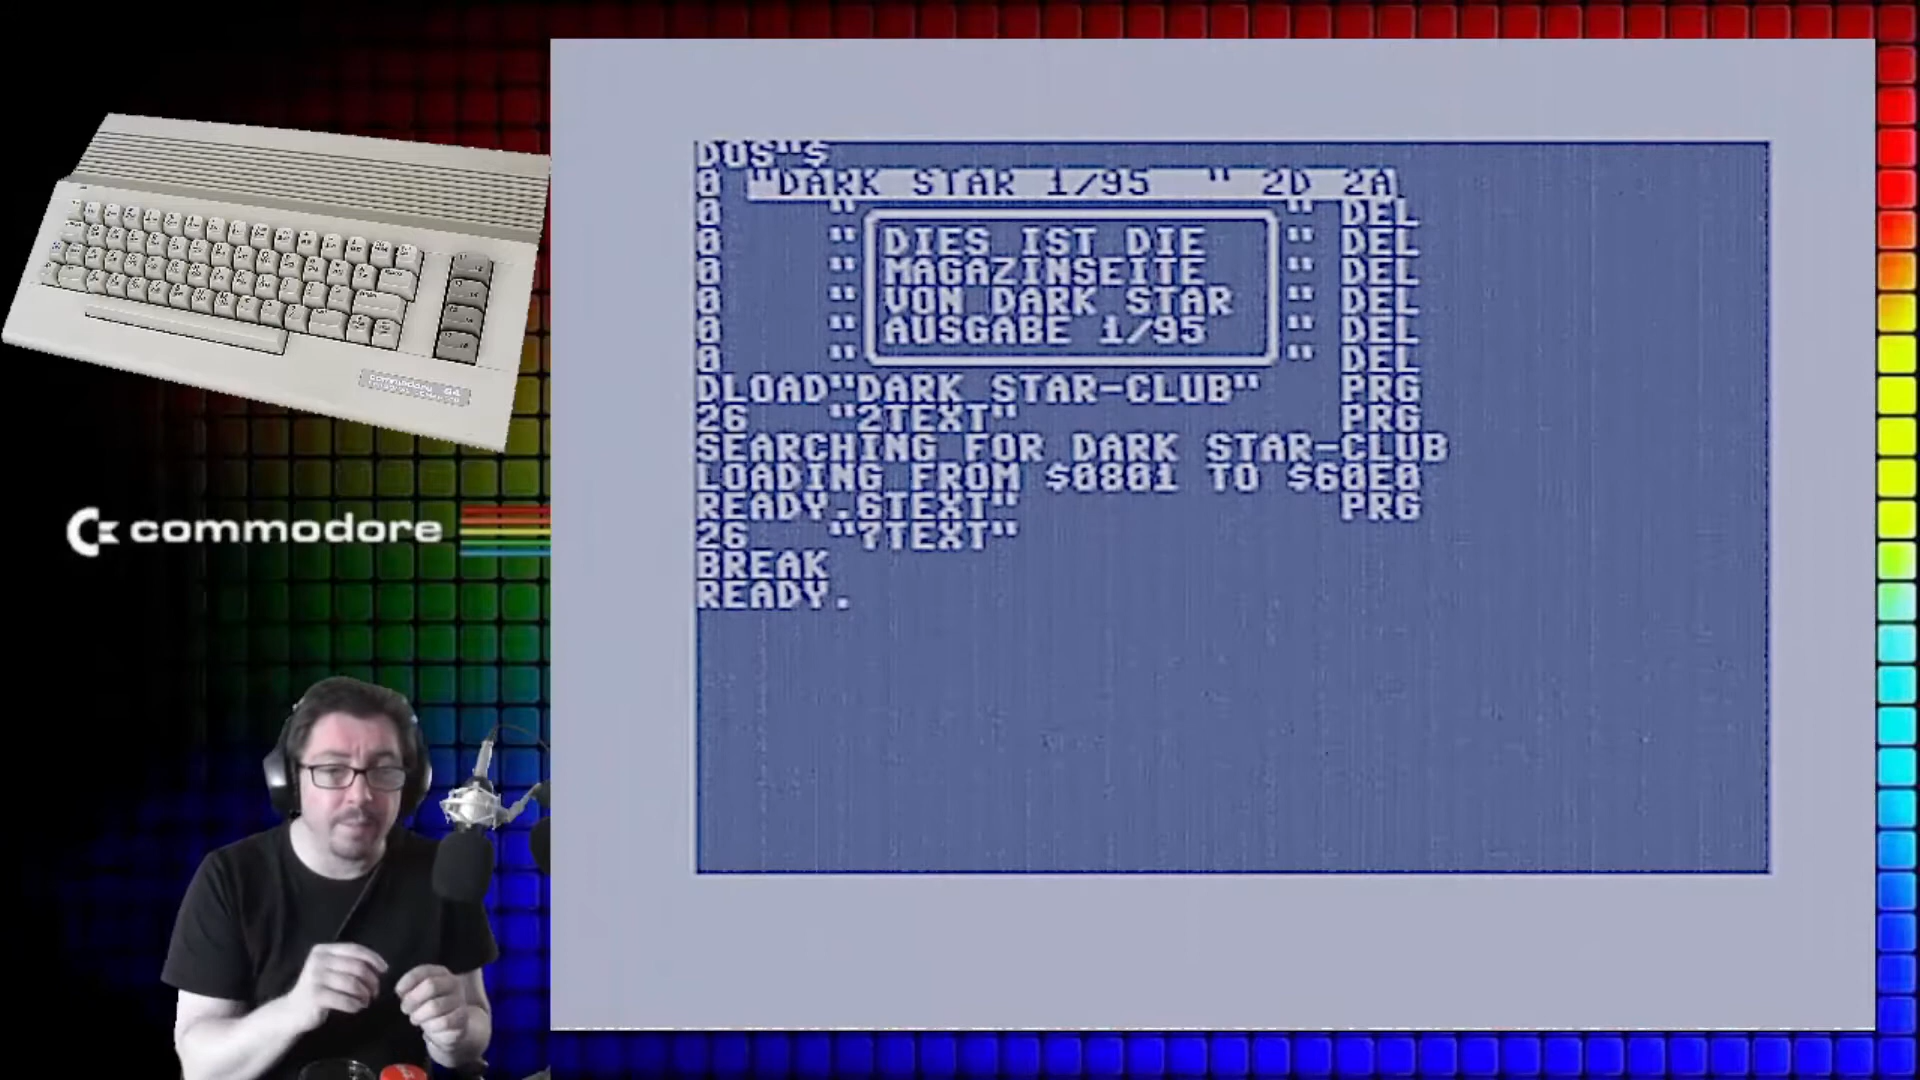 DOS"$
0 "DARK STAR 1/95 " 2D 2A
0 " " DEL
0 " DIES IST DIE " DEL
0 " MAGAZINSEITE " DEL
0 " VON DARK STAR " DEL
0 " AUSGABE 1/95 " DEL
0 " " DEL
DLOAD"DARK STAR-CLUB" PRG
26 "2TEXT" PRG
SEARCHING FOR DARK STAR-CLUB
LOADING FROM $0801 TO $60E0
READY.6TEXT" PRG
26 "7TEXT"
BREAK
READY.
commodore 64
commodore